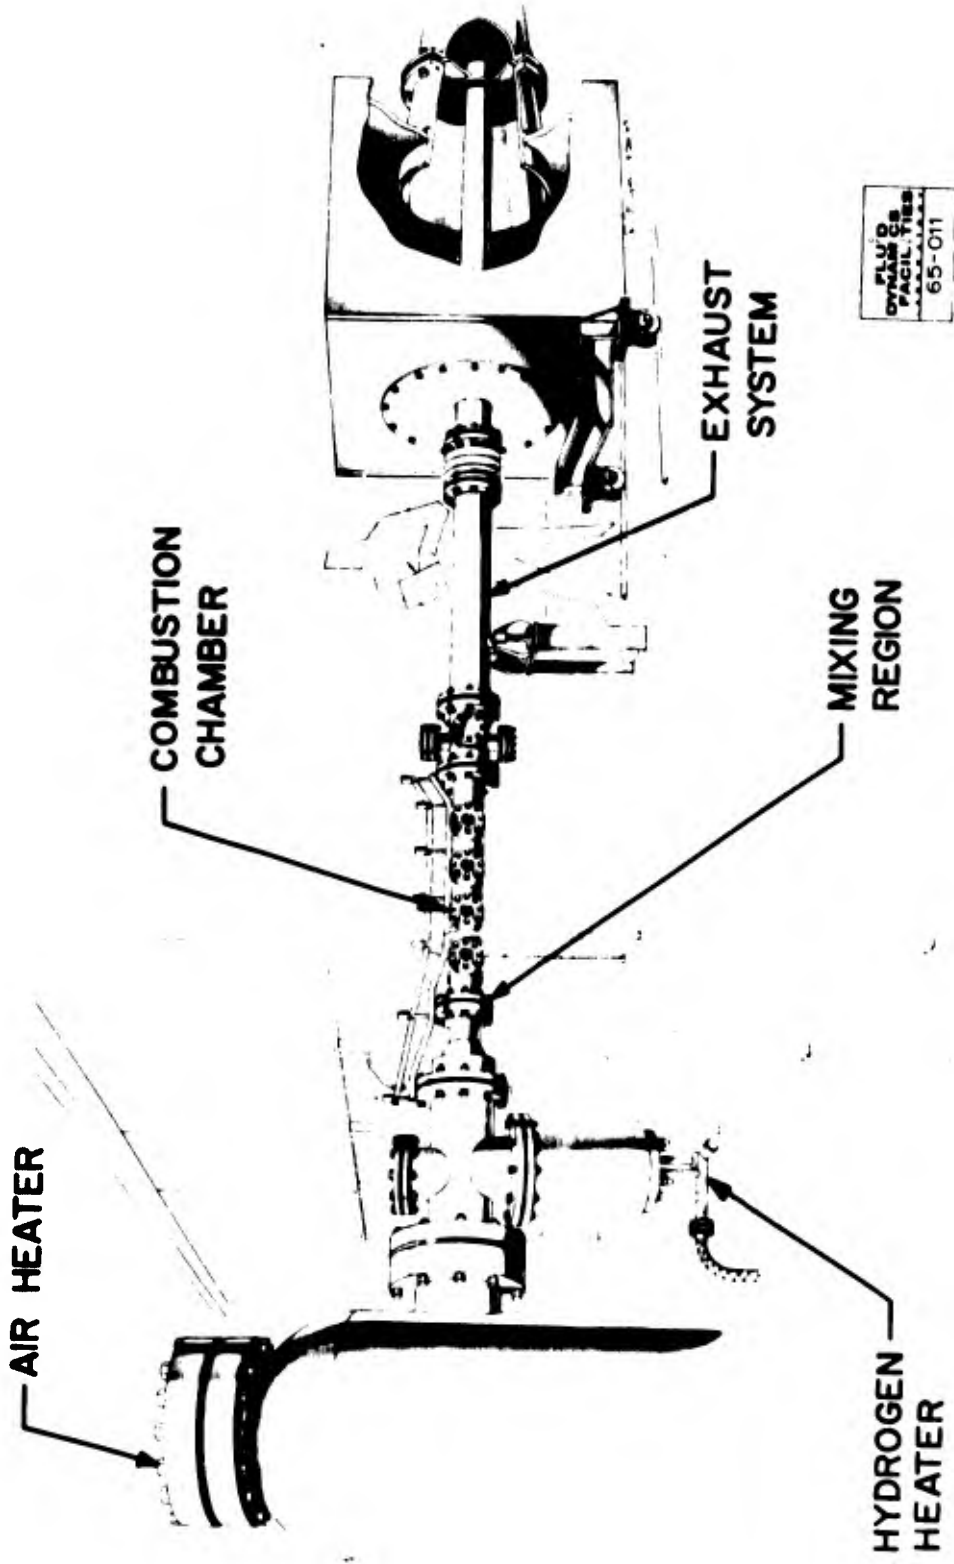 AIR HEATER
COMBUSTION
CHAMBER
EXHAUST
SYSTEM
MIXING
REGION
HYDROGEN
HEATER
FLUID
DYNAMICS
FACILITIES
65-011